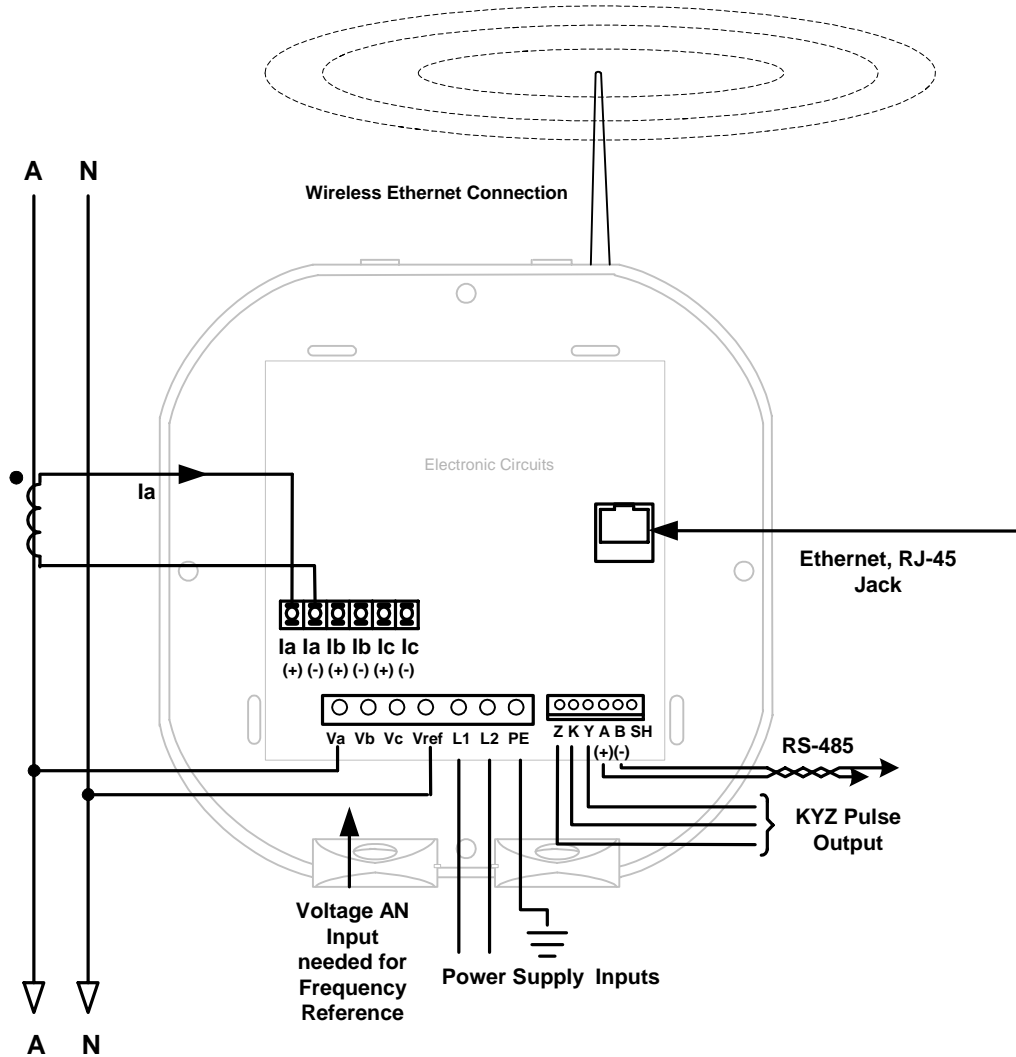 A N
Wireless Ethernet Connection
Electronic Circuits
Ia
Ethernet, RJ-45
Jack
Ia Ia Ib Ib Ic Ic
(+) (-) (+) (-) (+) (-)
Va Vb Vc Vref L1 L2 PE
Z K Y A B SH
(+) (-)
RS-485
KYZ Pulse
Output
Voltage AN
Input
needed for
Frequency
Reference
Power Supply Inputs
A N